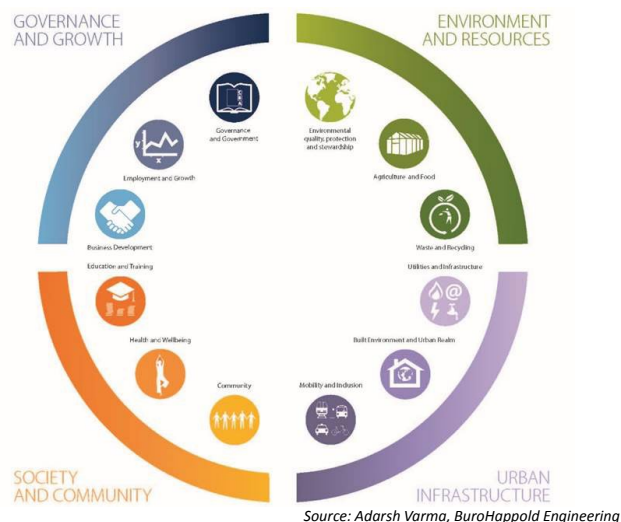 GOVERNANCE
AND GROWTH
ENVIRONMENT
AND RESOURCES
Governance
and Government
Environmental
quality, protection
and stewardship
y
x
Employment and Growth
Agriculture and Food
Business Development
Waste and Recycling
Education and Training
Utilities and Infrastructure
@
Health and Wellbeing
Built Environment and Urban Realm
Community
Mobility and Inclusion
SOCIETY
AND COMMUNITY
URBAN
INFRASTRUCTURE
Source: Adarsh Varma, BuroHappold Engineering